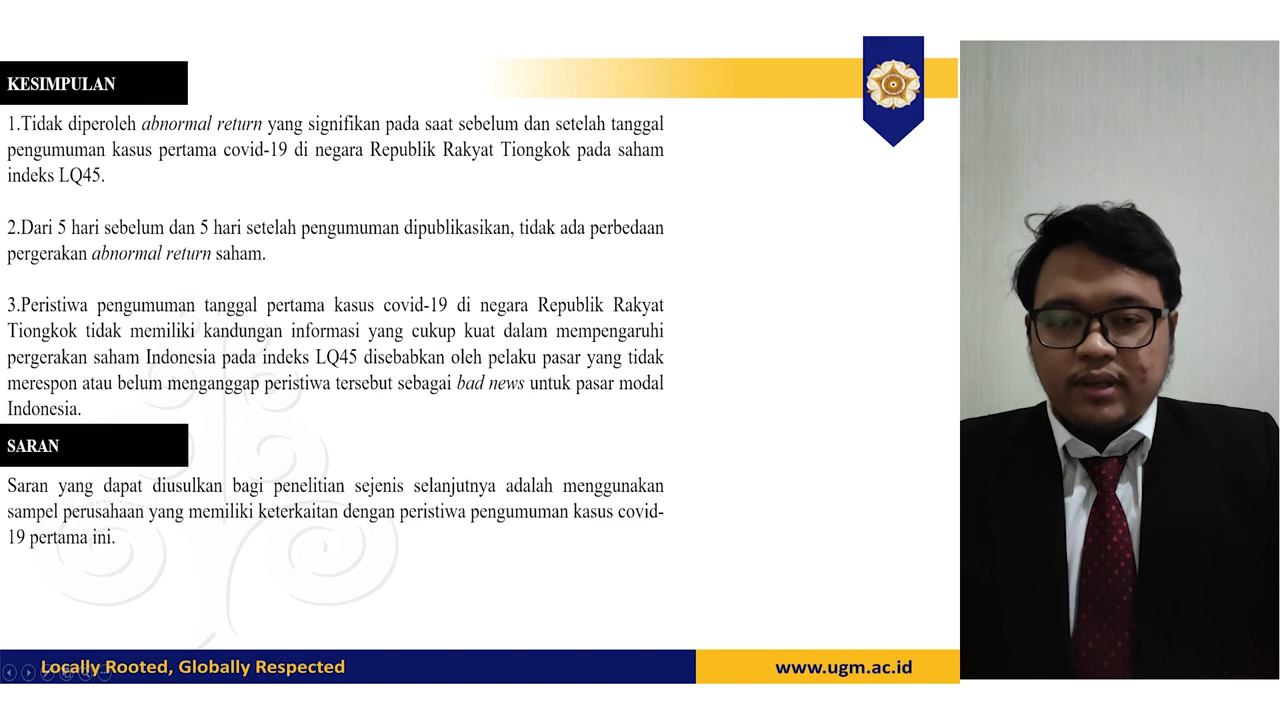 KESIMPULAN
1.Tidak diperoleh abnormal return yang signifikan pada saat sebelum dan setelah tanggal
pengumuman kasus pertama covid-19 di negara Republik Rakyat Tiongkok pada saham
indeks LQ45.
2.Dari 5 hari sebelum dan 5 hari setelah pengumuman dipublikasikan, tidak ada perbedaan
pergerakan abnormal return saham.
3.Peristiwa pengumuman tanggal pertama kasus covid-19 di negara Republik Rakyat
Tiongkok tidak memiliki kandungan informasi yang cukup kuat dalam mempengaruhi
pergerakan saham Indonesia pada indeks LQ45 disebabkan oleh pelaku pasar yang tidak
merespon atau belum menganggap peristiwa tersebut sebagai bad news untuk pasar modal
Indonesia.
SARAN
Saran yang dapat diusulkan bagi penelitian sejenis selanjutnya adalah menggunakan
sampel perusahaan yang memiliki keterkaitan dengan peristiwa pengumuman kasus covid-
19 pertama ini.
Locally Rooted, Globally Respected
www.ugm.ac.id